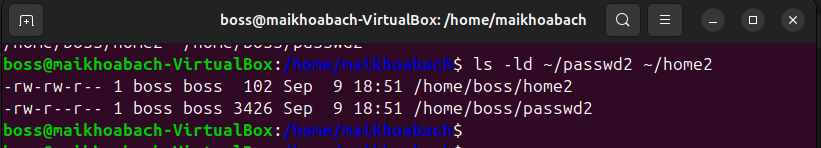 boss@maikhoabach-VirtualBox: /home/maikhoabach
/home/boss/home2 /home/boss/passwd2
boss@maikhoabach-VirtualBox:/home/maikhoabach$ ls -ld ~/passwd2 ~/home2
-rw-rw-r-- 1 boss boss  102 Sep  9 18:51 /home/boss/home2
-rw-r--r-- 1 boss boss 3426 Sep  9 18:51 /home/boss/passwd2
boss@maikhoabach-VirtualBox:/home/maikhoabach$